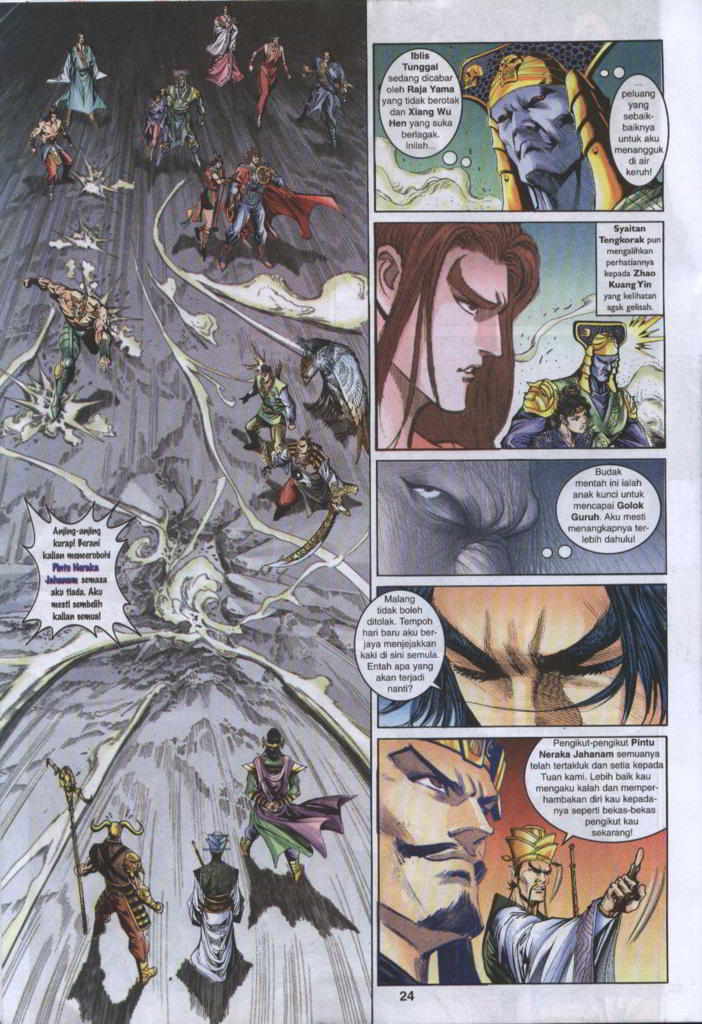 Anjing-anjing
kurap! Berani
kalian mencerobohi
Pintu Neraka
Jahanam semasa
aku tiada. Aku
mesti sembelih
kalian semua!
Iblis
Tunggal
sedang dicabar
oleh Raja Yama
yang tidak berotak
dan Xiang Wu
Hen yang suka
berlagak.
Inilah...
...
peluang
yang
sebaik-
baiknya
untuk aku
menangguk
di air
keruh!
Syaitan
Tengkorak pun
mengalihkan
perhatiannya
kepada Zhao
Kuang Yin
yang kelihatan
agak gelisah.
Budak
mentah ini ialah
anak kunci untuk
mencapai Golok
Guruh. Aku mesti
menangkapnya ter-
lebih dahulu!
Malang
tidak boleh
ditolak. Tempoh
hari baru aku ber-
jaya menjejakkan
kaki di sini semula.
Entah apa yang
akan terjadi
nanti?
Pengikut-pengikut Pintu
Neraka Jahanam semuanya
telah tertakluk dan setia kepada
Tuan kami. Lebih baik kau
mengaku kalah dan memper-
hambakan diri kau kepada-
nya seperti bekas-bekas
pengikut kau
sekarang!
24